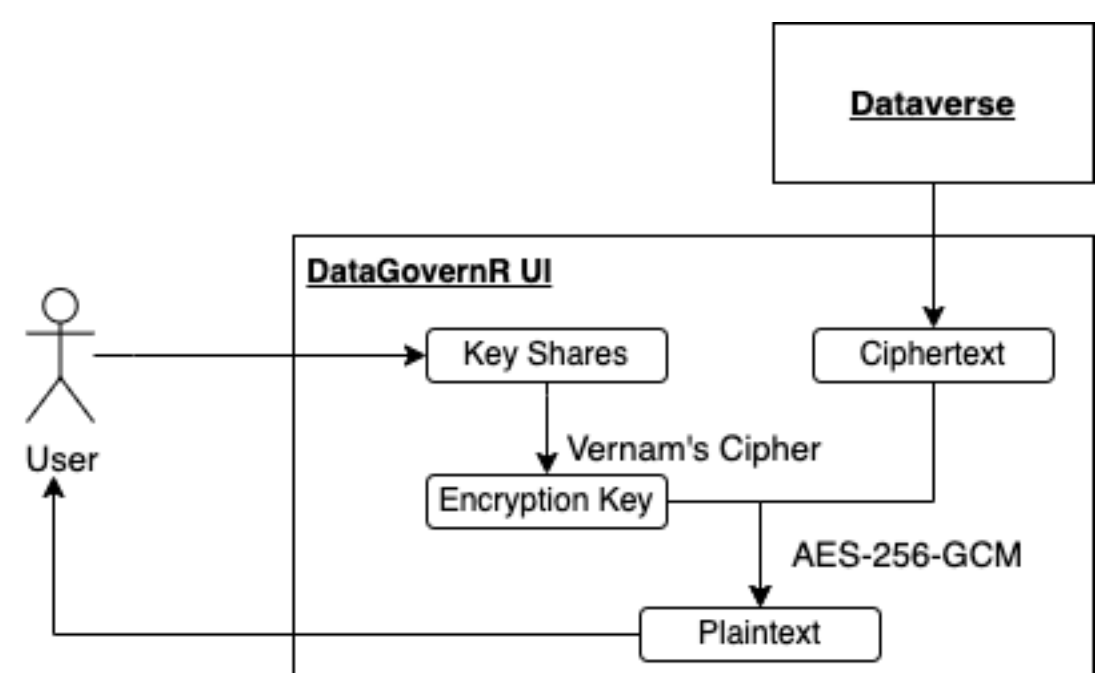 Dataverse
DataGovernR UI
Key Shares
Ciphertext
User
Vernam's Cipher
Encryption Key
AES-256-GCM
Plaintext